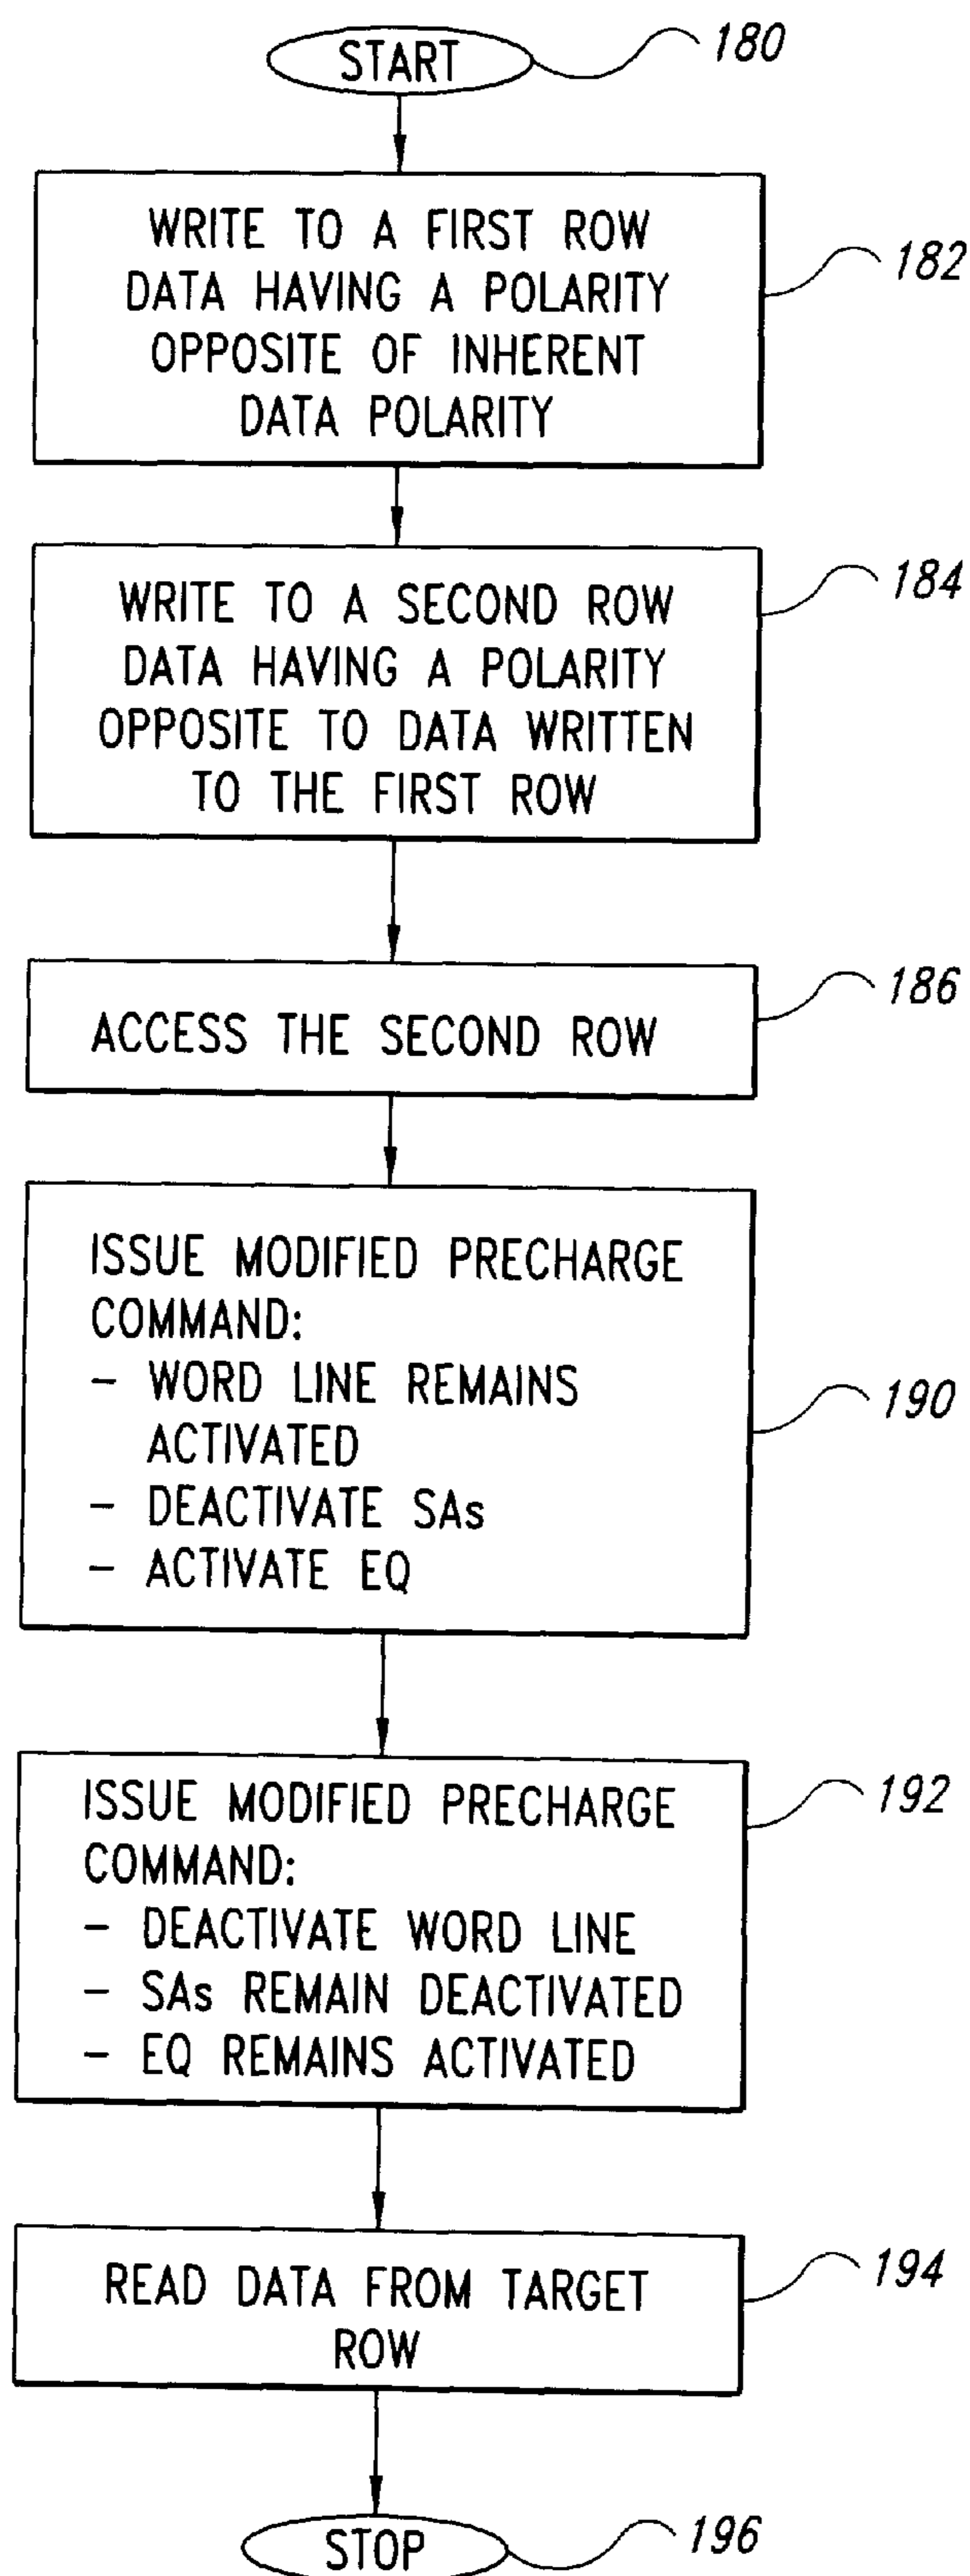 START
180
WRITE TO A FIRST ROW
DATA HAVING A POLARITY
OPPOSITE OF INHERENT
DATA POLARITY
182
WRITE TO A SECOND ROW
DATA HAVING A POLARITY
OPPOSITE TO DATA WRITTEN
TO THE FIRST ROW
184
ACCESS THE SECOND ROW
186
ISSUE MODIFIED PRECHARGE
COMMAND:
- WORD LINE REMAINS
ACTIVATED
- DEACTIVATE SAs
- ACTIVATE EQ
190
ISSUE MODIFIED PRECHARGE
COMMAND:
- DEACTIVATE WORD LINE
- SAs REMAIN DEACTIVATED
- EQ REMAINS ACTIVATED
192
READ DATA FROM TARGET
ROW
194
STOP
196